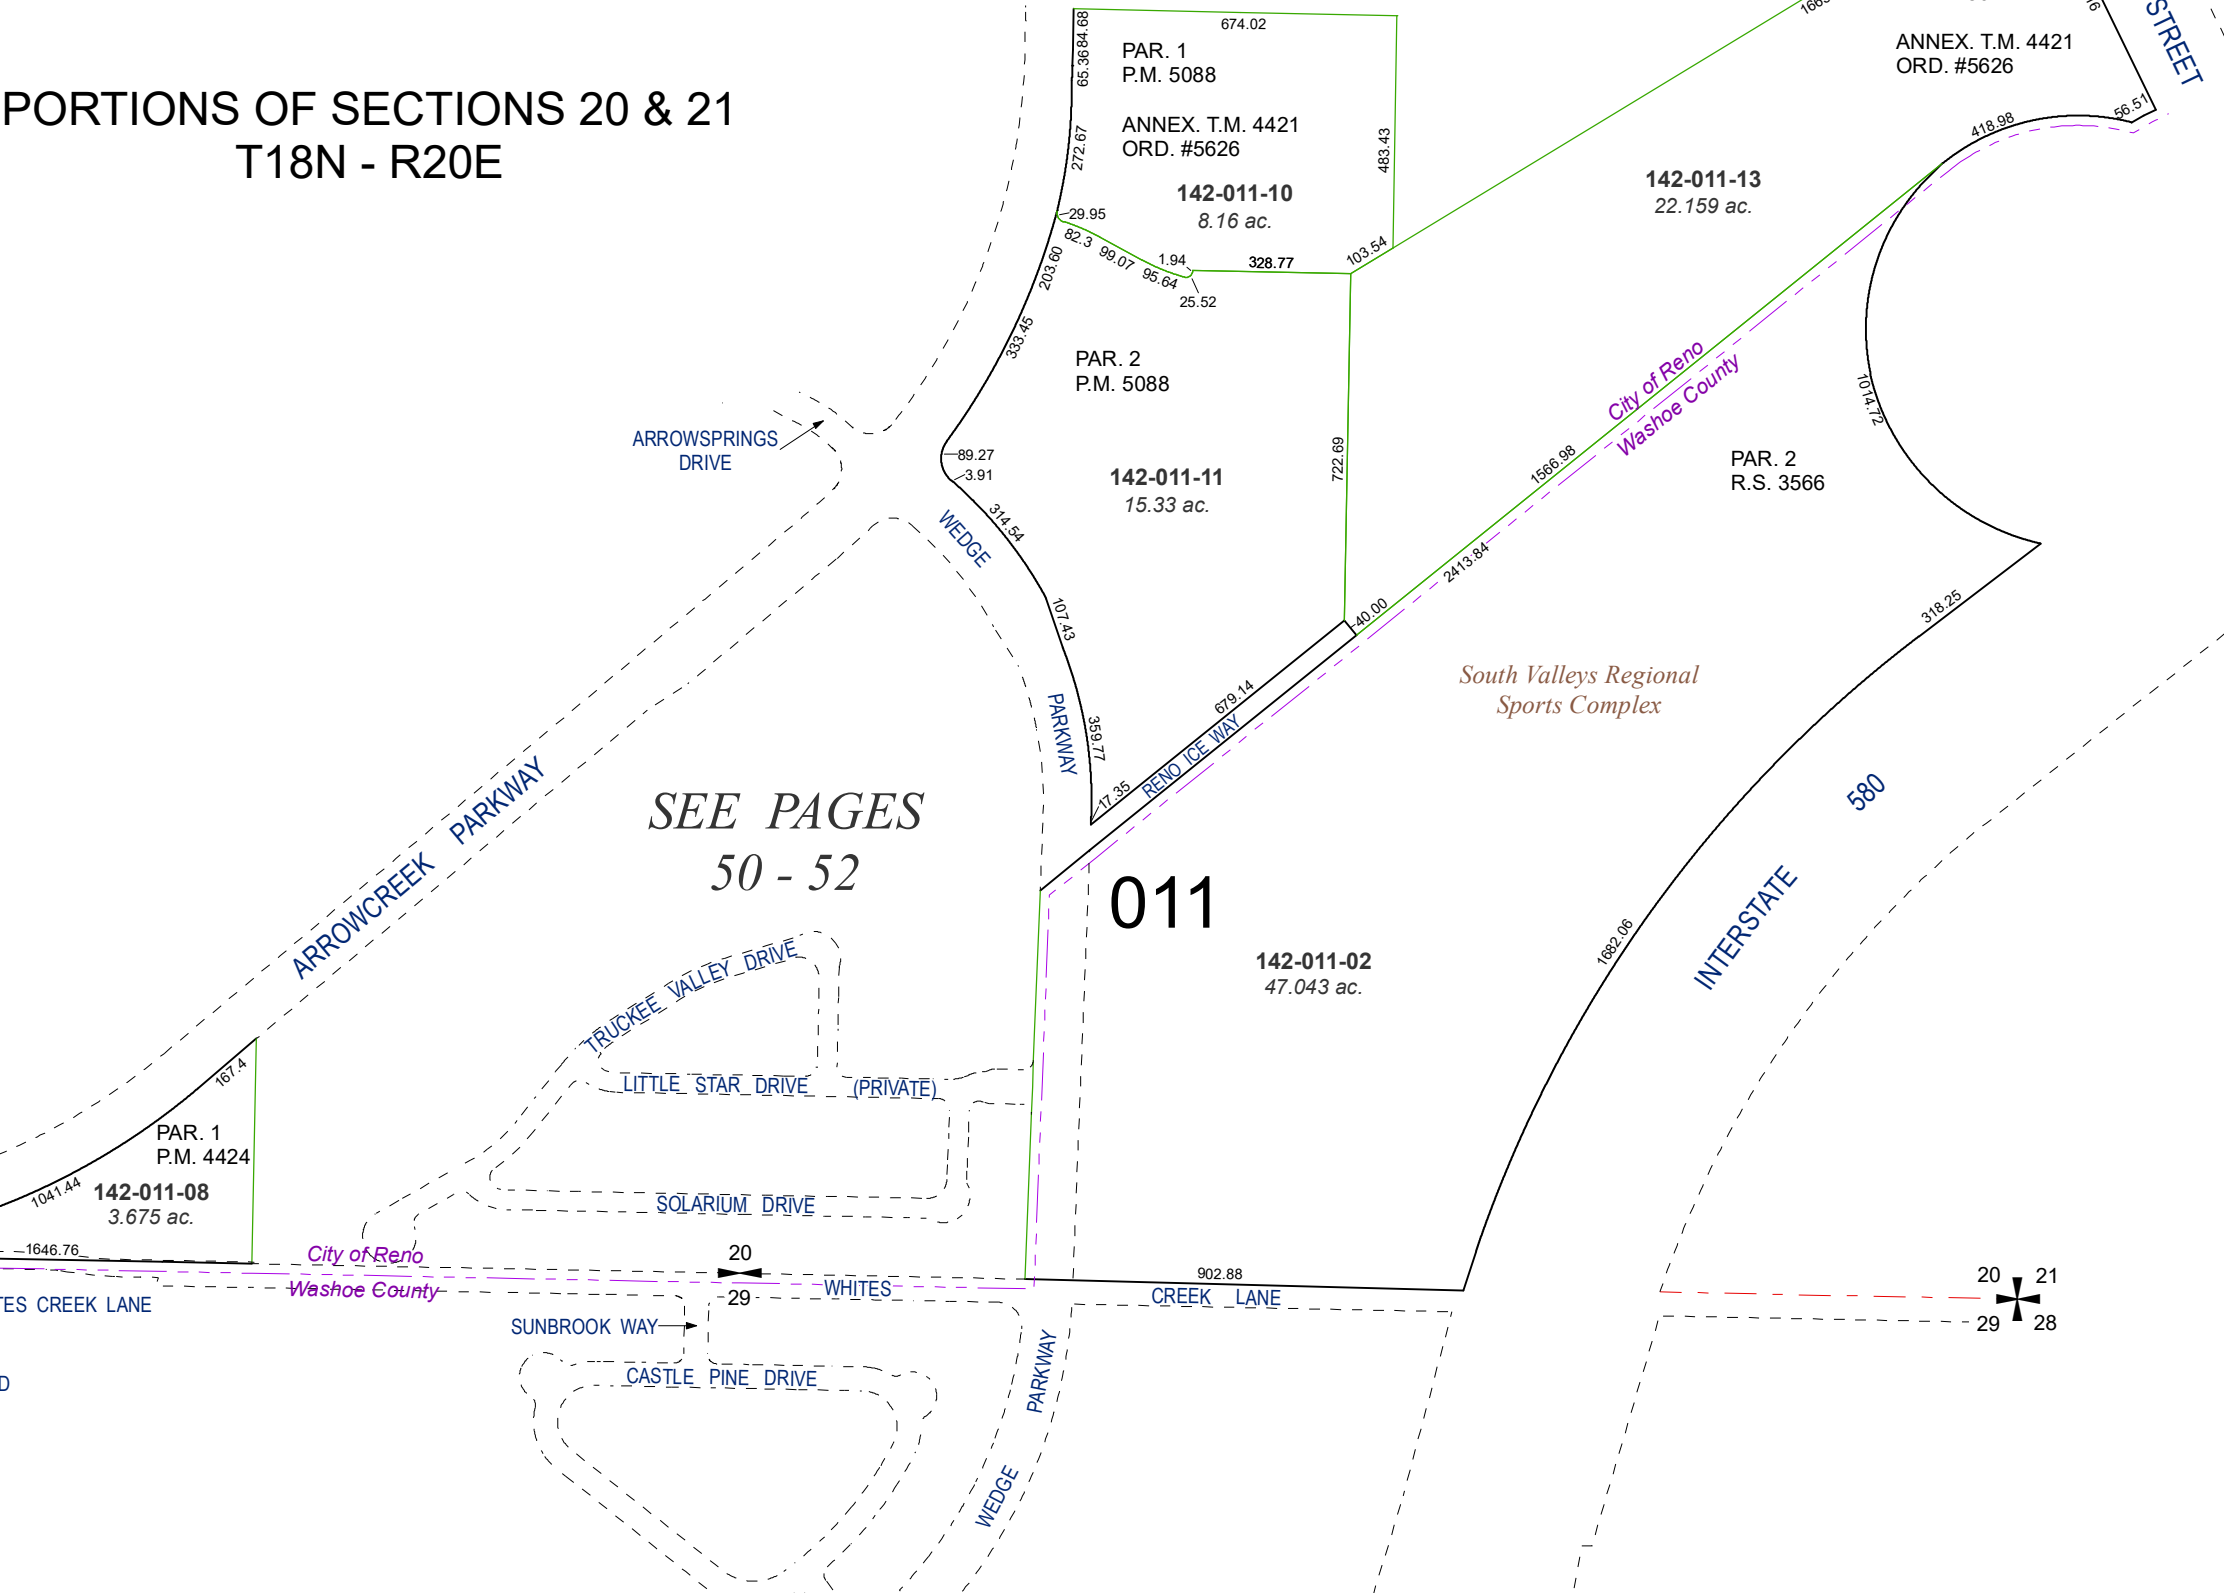 PORTIONS OF SECTIONS 20 & 21
T18N - R20E
674.02
84.68
65.36
272.67
PAR. 1
P.M. 5088
ANNEX. T.M. 4421
ORD. #5626
142-011-10
8.16 ac.
483.43
29.95
82.3
99.07
95.64
1.94
25.52
328.77
103.54
203.60
333.45
ANNEX. T.M. 4421
ORD. #5626
STREET
56.51
418.98
142-011-13
22.159 ac.
City of Reno
Washoe County
1014.72
PAR. 2
P.M. 5088
142-011-11
15.33 ac.
722.69
ARROWSPRINGS
DRIVE
89.27
3.91
314.54
WEDGE
107.43
PARKWAY
359.77
17.35
679.14
RENO ICE WAY
40.00
1566.98
2413.84
PAR. 2
R.S. 3566
318.25
South Valleys Regional
Sports Complex
580
INTERSTATE
1682.06
ARROWCREEK PARKWAY
SEE PAGES
50 - 52
011
142-011-02
47.043 ac.
TRUCKEE VALLEY DRIVE
LITTLE STAR DRIVE (PRIVATE)
SOLARIUM DRIVE
167.4
PAR. 1
P.M. 4424
142-011-08
3.675 ac.
1041.44
1646.76
City of Reno
Washoe County
20
29
WHITES
CREEK LANE
902.88
20 21
29 28
CREEK LANE
SUNBROOK WAY
CASTLE PINE DRIVE
PARKWAY
WEDGE